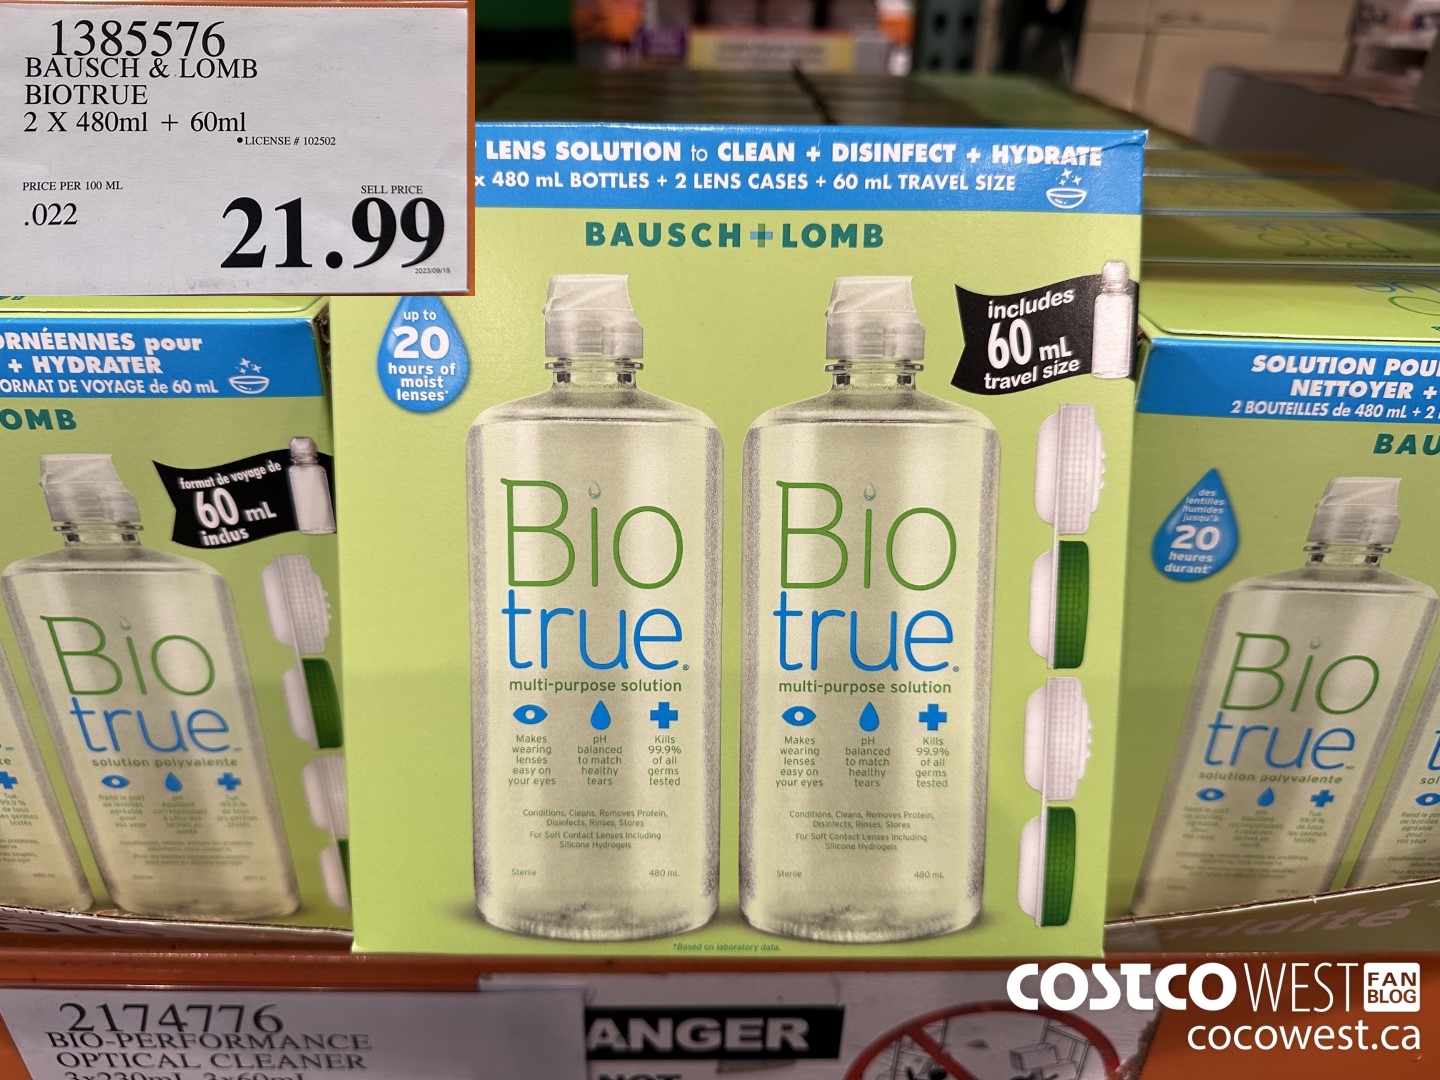 1385576
BAUSCH & LOMB
BIOTRUE
2 X 480ml + 60ml
•LICENSE # 102502
PRICE PER 100 ML
.022
SELL PRICE
21.99
2023/09/15
LENS SOLUTION to CLEAN + DISINFECT + HYDRATE
x 480 mL BOTTLES + 2 LENS CASES + 60 mL TRAVEL SIZE
BAUSCH + LOMB
up to
20
hours of
moist
lenses*
includes
60 mL
travel size
Bio
true®
multi-purpose solution
Makes
wearing
lenses
easy on
your eyes
pH
balanced
to match
healthy
tears
Kills
99.9%
of all
germs
tested
Conditions, Cleans, Removes Protein,
Disinfects, Rinses, Stores
For Soft Contact Lenses Including
Silicone Hydrogels
Sterile 480 mL
Bio
true®
multi-purpose solution
Makes
wearing
lenses
easy on
your eyes
pH
balanced
to match
healthy
tears
Kills
99.9%
of all
germs
tested
Conditions, Cleans, Removes Protein,
Disinfects, Rinses, Stores
For Soft Contact Lenses Including
Silicone Hydrogels
Sterile 480 mL
*Based on laboratory data.
ORNÉENNES pour
+ HYDRATER
FORMAT DE VOYAGE de 60 mL
OMB
format de voyage de
60 mL
inclus
Bio
true
solution polyvalente
SOLUTION POU
NETTOYER +
2 BOUTEILLES de 480 mL + 2
BAU
des
lentilles
humides
jusqu'à
20
heures
durant*
Bio
true
solution polyvalente
2174776
BIO-PERFORMANCE
OPTICAL CLEANER
3x230mL 3x60mL
ANGER
NOT
COSTCO WEST FAN BLOG
cocowest.ca